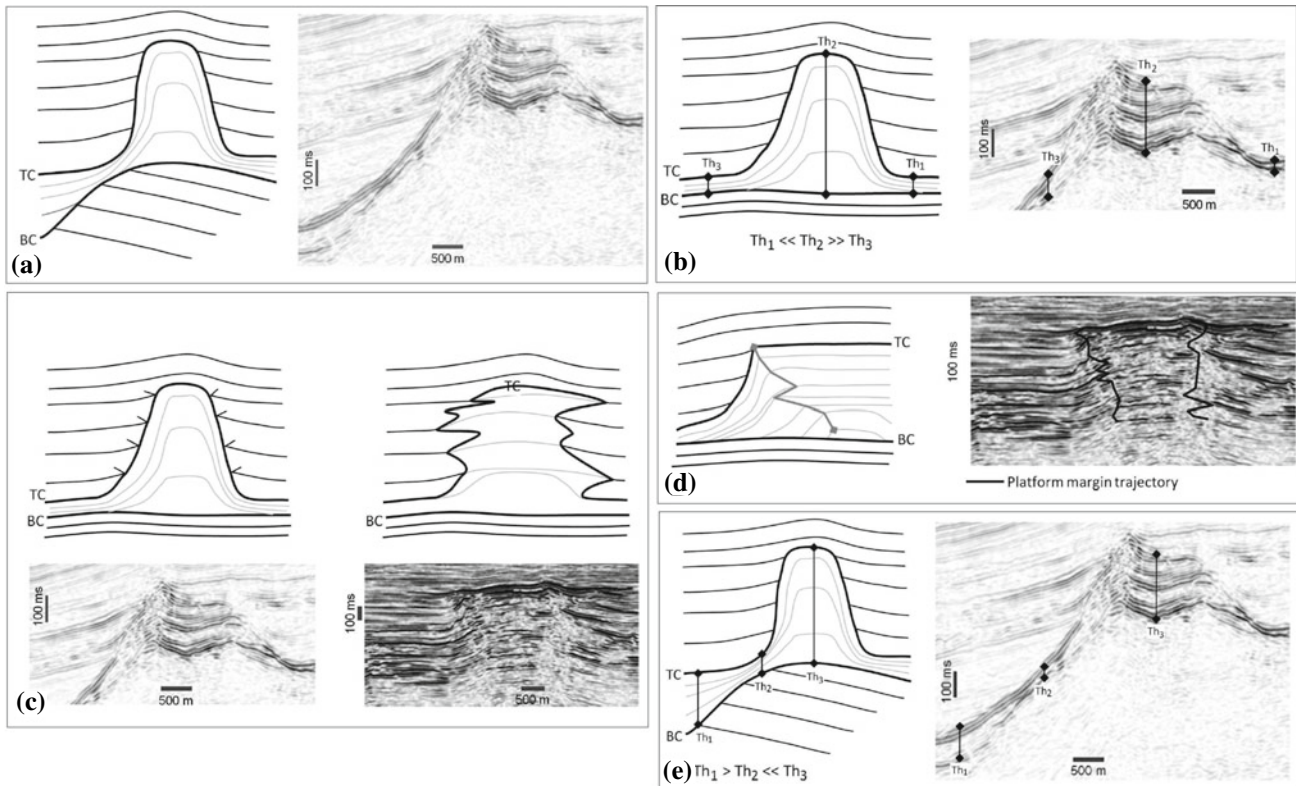 TC
BC
100 ms
500 m
(a)
Th2
Th3
Th1
TC
BC
Th1 << Th2 >> Th3
100 ms
Th2
Th3
Th1
500 m
(b)
TC
BC
TC
BC
100 ms
500 m
100 ms
500 m
(c)
TC
BC
100 ms
Platform margin trajectory
(d)
TC
BC
Th1
Th2
Th3
Th1 > Th2 << Th3
100 ms
Th1
Th2
Th3
500 m
(e)